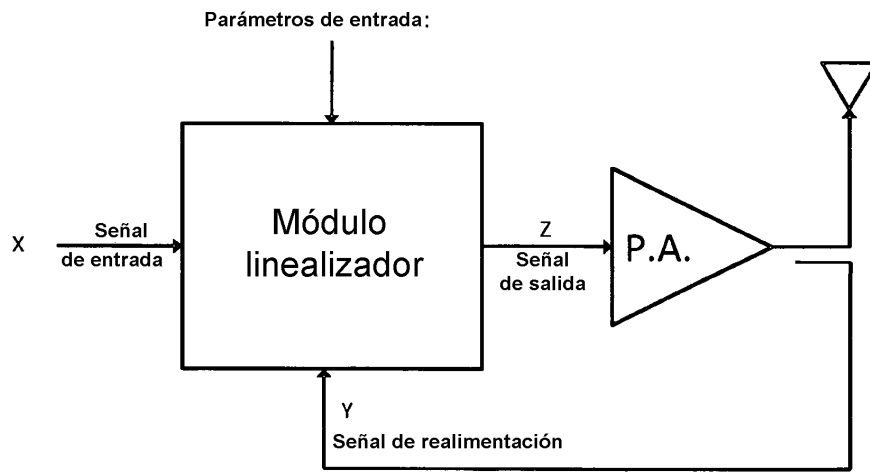 Parámetros de entrada:
X
Señal
de entrada
Módulo
linealizador
Z
Señal
de salida
P.A.
Y
Señal de realimentación